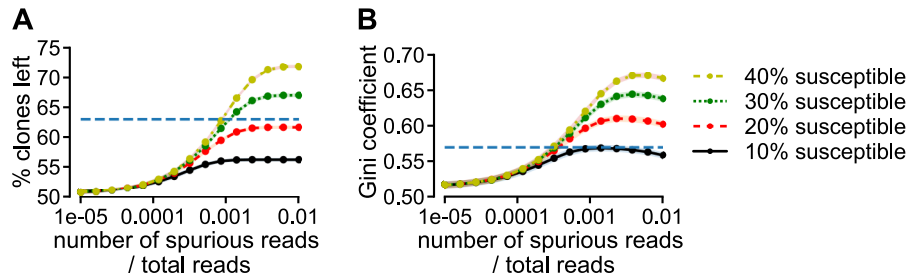 A
% clones left
75
70
65
60
55
50
1e-05
0.0001
0.001
0.01
number of spurious reads
/ total reads
B
Gini coefficient
0.70
0.65
0.60
0.55
0.50
1e-05
0.0001
0.001
0.01
number of spurious reads
/ total reads
40% susceptible
30% susceptible
20% susceptible
10% susceptible